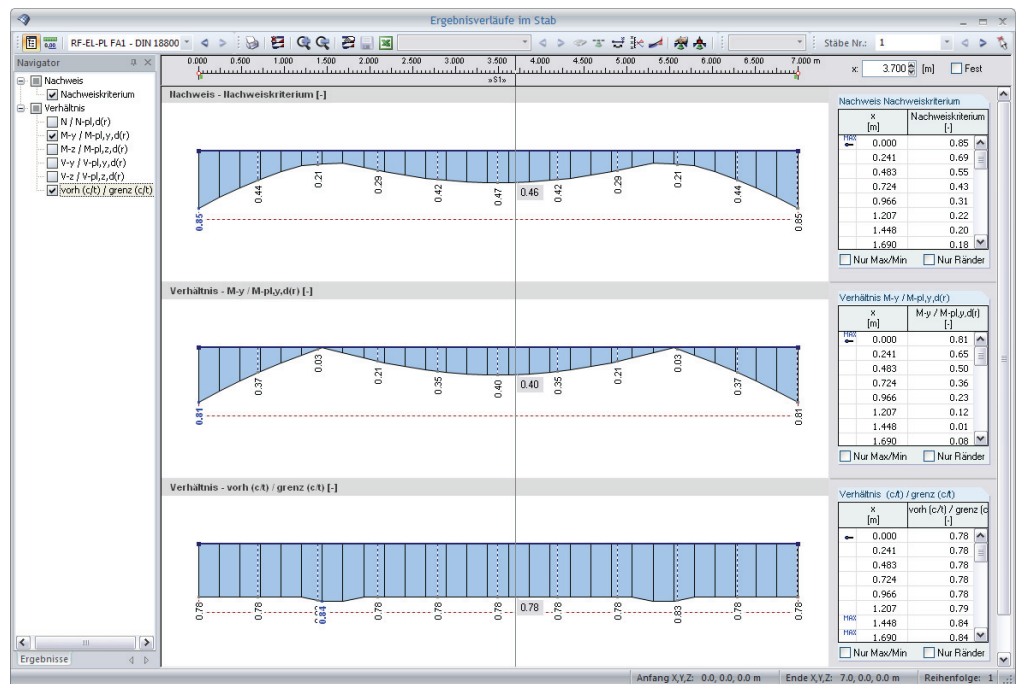 Ergebnisverläufe im Stab
RF-EL-PL FA1 - DIN 18800
Stäbe Nr.: 1
Navigator
Nachweis
Nachweiskriterium
Verhältnis
N / N-pl,d(r)
M-y / M-pl,y,d(r)
M-z / M-pl,z,d(r)
V-y / V-pl,y,d(r)
V-z / V-pl,z,d(r)
vorh (c/t) / grenz (c/t)
Ergebnisse
0.000 0.500 1.000 1.500 2.000 2.500 3.000 3.500 4.000 4.500 5.000 5.500 6.000 6.500 7.000 m
»S1»
x: 3.700 [m] Fest
Nachweis - Nachweiskriterium [-]
0.85 0.44 0.21 0.29 0.42 0.47 0.46 0.42 0.29 0.21 0.44 0.85
Nachweis Nachweiskriterium
x Nachweiskriterium
[m] [-]
MAX 0.000 0.85
0.241 0.69
0.483 0.55
0.724 0.43
0.966 0.31
1.207 0.22
1.448 0.20
1.690 0.18
Nur Max/Min Nur Ränder
Verhältnis - M-y / M-pl,y,d(r) [-]
0.81 0.37 0.03 0.21 0.35 0.40 0.40 0.35 0.21 0.03 0.37 0.81
Verhältnis M-y / M-pl,y,d(r)
x M-y / M-pl,y,d(r)
[m] [-]
MAX 0.000 0.81
0.241 0.65
0.483 0.50
0.724 0.36
0.966 0.23
1.207 0.12
1.448 0.01
1.690 0.08
Nur Max/Min Nur Ränder
Verhältnis - vorh (c/t) / grenz (c/t) [-]
0.78 0.78 0.84 0.78 0.78 0.78 0.78 0.78 0.78 0.83 0.78 0.78
Verhältnis (c/t) / grenz (c/t)
x vorh (c/t) / grenz (c
[m] [-]
0.000 0.78
0.241 0.78
0.483 0.78
0.724 0.78
0.966 0.78
1.207 0.79
MAX 1.448 0.84
MAX 1.690 0.84
Nur Max/Min Nur Ränder
Anfang X,Y,Z: 0.0, 0.0, 0.0 m Ende X,Y,Z: 7.0, 0.0, 0.0 m Reihenfolge: 1